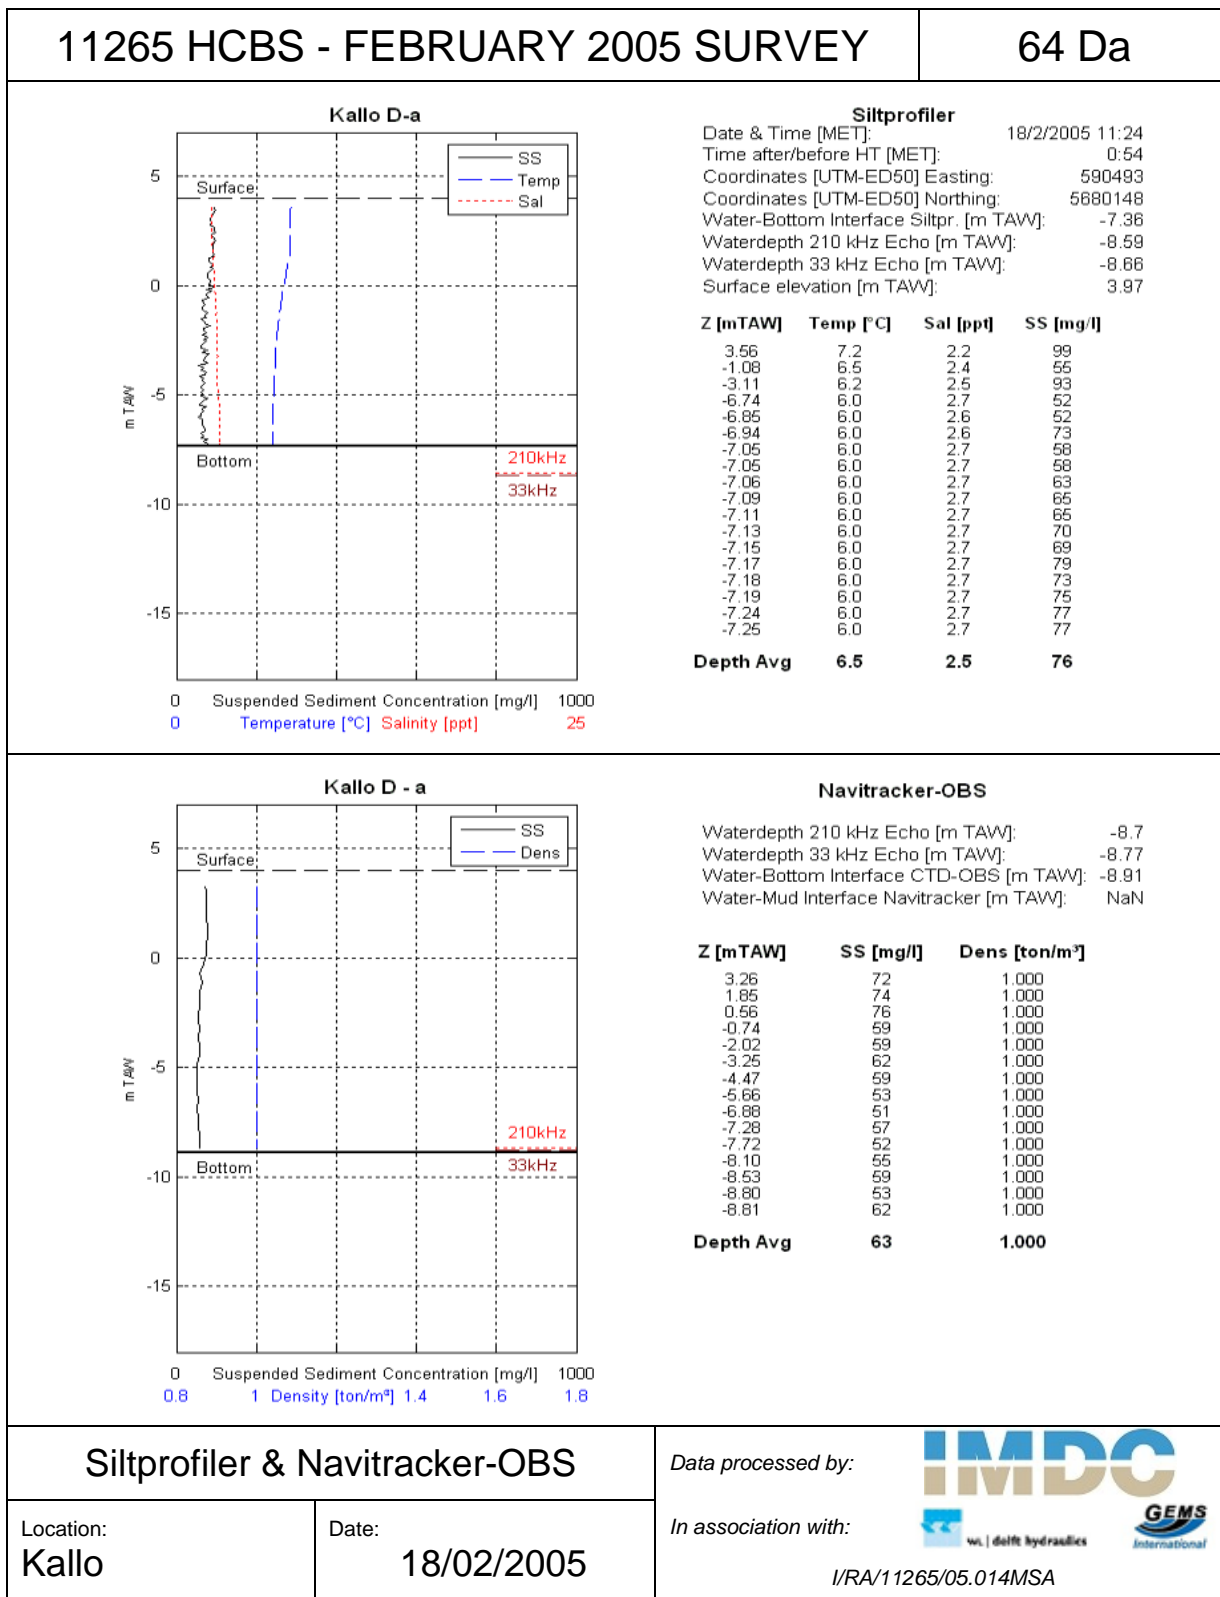 11265 HCBS - FEBRUARY 2005 SURVEY
64 Da
Kallo D-a
SS
Temp
Sal
Surface
Bottom
210kHz
33kHz
5
0
-5
-10
-15
m TAW
0 Suspended Sediment Concentration [mg/l] 1000
0 Temperature [°C] Salinity [ppt] 25
Siltprofiler
Date & Time [MET]: 18/2/2005 11:24
Time after/before HT [MET]: 0:54
Coordinates [UTM-ED50] Easting: 590493
Coordinates [UTM-ED50] Northing: 5680148
Water-Bottom Interface Siltpr. [m TAW]: -7.36
Waterdepth 210 kHz Echo [m TAW]: -8.59
Waterdepth 33 kHz Echo [m TAW]: -8.66
Surface elevation [m TAW]: 3.97
Z [mTAW] Temp [°C] Sal [ppt] SS [mg/l]
3.56 7.2 2.2 99
-1.08 6.5 2.4 55
-3.11 6.2 2.5 93
-6.74 6.0 2.7 52
-6.85 6.0 2.6 52
-6.94 6.0 2.6 73
-7.05 6.0 2.7 58
-7.05 6.0 2.7 58
-7.06 6.0 2.7 63
-7.09 6.0 2.7 65
-7.11 6.0 2.7 65
-7.13 6.0 2.7 70
-7.15 6.0 2.7 69
-7.17 6.0 2.7 79
-7.18 6.0 2.7 73
-7.19 6.0 2.7 75
-7.24 6.0 2.7 77
-7.25 6.0 2.7 77
Depth Avg 6.5 2.5 76
Kallo D - a
SS
Dens
Surface
210kHz
Bottom
33kHz
5
0
-5
-10
-15
m TAW
0 Suspended Sediment Concentration [mg/l] 1000
0.8 1 Density [ton/m³] 1.4 1.6 1.8
Navitracker-OBS
Waterdepth 210 kHz Echo [m TAW]: -8.7
Waterdepth 33 kHz Echo [m TAW]: -8.77
Water-Bottom Interface CTD-OBS [m TAW]: -8.91
Water-Mud Interface Navitracker [m TAW]: NaN
Z [mTAW] SS [mg/l] Dens [ton/m³]
3.26 72 1.000
1.85 74 1.000
0.56 76 1.000
-0.74 59 1.000
-2.02 59 1.000
-3.25 62 1.000
-4.47 59 1.000
-5.66 53 1.000
-6.88 51 1.000
-7.28 57 1.000
-7.72 52 1.000
-8.10 55 1.000
-8.53 59 1.000
-8.80 53 1.000
-8.81 62 1.000
Depth Avg 63 1.000
Siltprofiler & Navitracker-OBS
Location:
Kallo
Date:
18/02/2005
Data processed by:
IMDC
In association with:
wL | delft hydraulics
GEMS
International
I/RA/11265/05.014MSA